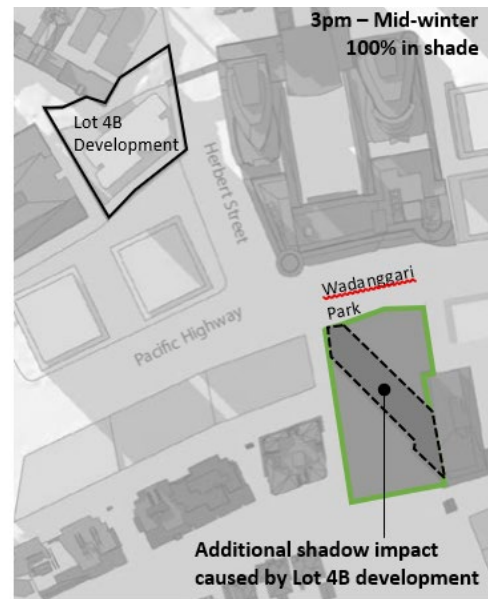 3pm – Mid-winter
100% in shade
Lot 4B
Development
Herbert Street
Wadanggari
Park
Pacific Highway
Additional shadow impact
caused by Lot 4B development